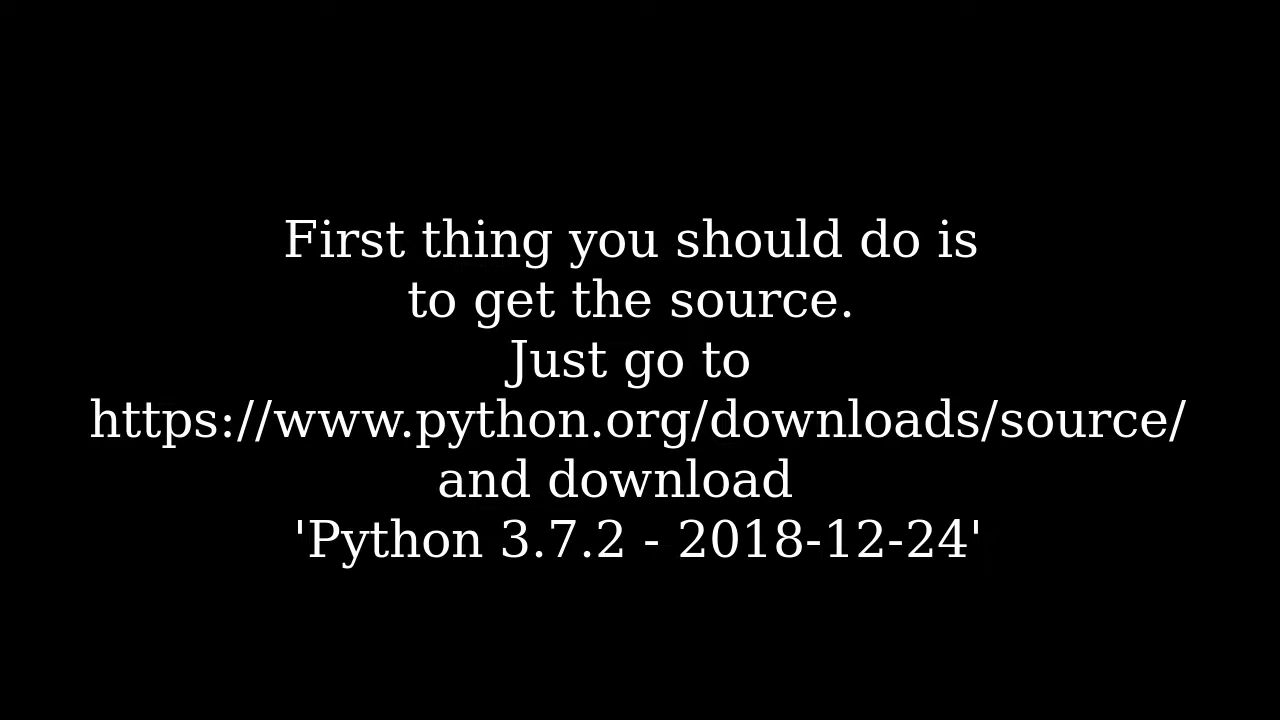 First thing you should do is
to get the source.
Just go to
https://www.python.org/downloads/source/
and download
'Python 3.7.2 - 2018-12-24'